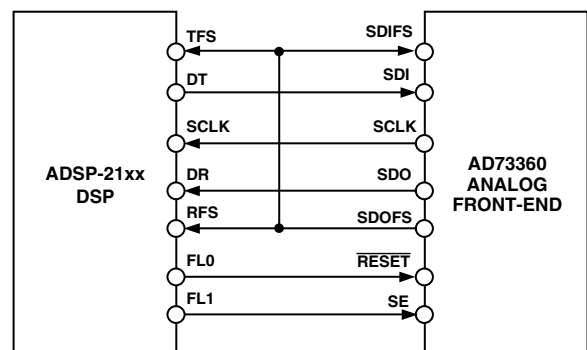 TFS SDIFS
DT SDI
SCLK SCLK
ADSP-21xx
DSP
DR SDO
AD73360
ANALOG
FRONT-END
RFS SDOFS
FL0 RESET
FL1 SE